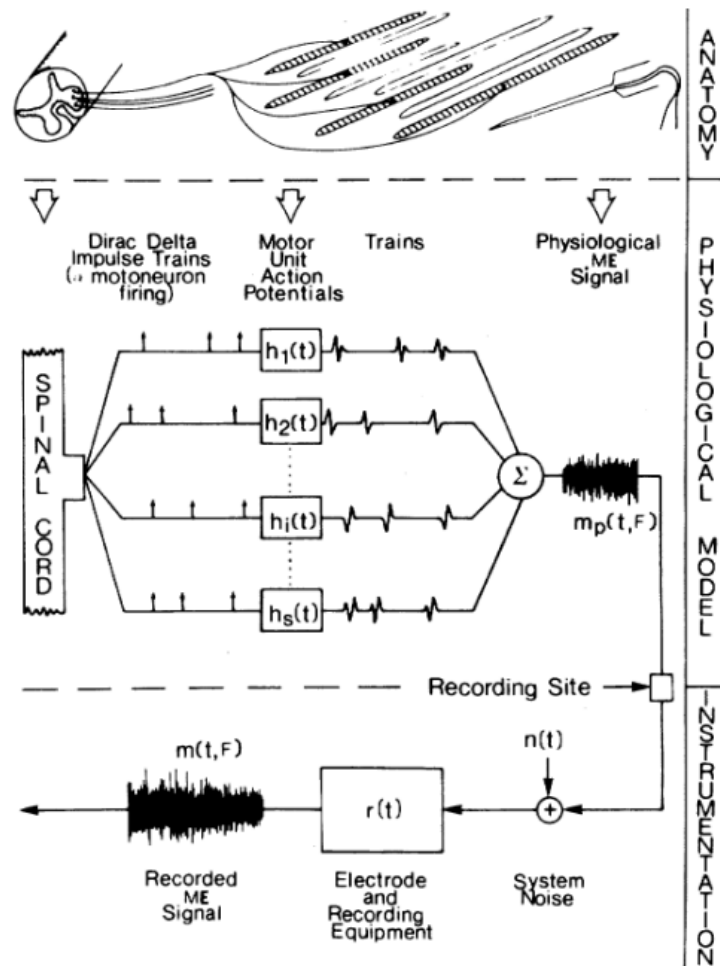 ANATOMY
Dirac Delta
Impulse Trains
(α motoneuron
firing)
Motor
Unit
Action
Potentials
Trains
Physiological
ME
Signal
PHYSIOLOGICAL MODEL
SPINAL CORD
h₁(t)
h₂(t)
hᵢ(t)
hₛ(t)
Σ
mₚ(t,F)
Recording Site
INSTRUMENTATION
m(t,F)
n(t)
r(t)
+
Recorded
ME
Signal
Electrode
and
Recording
Equipment
System
Noise